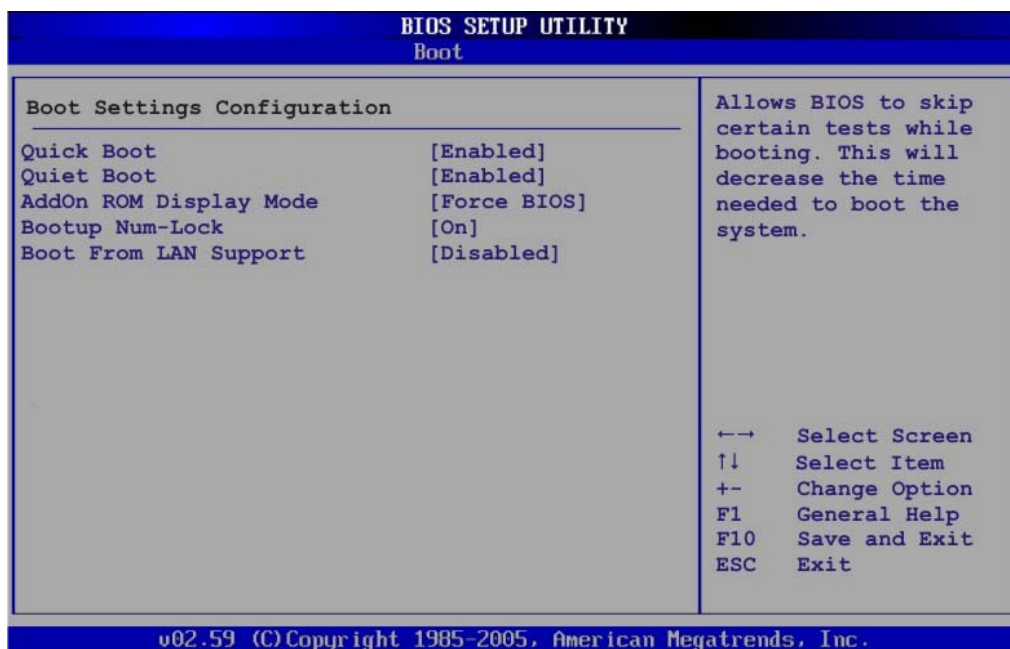 BIOS SETUP UTILITY
Boot
Boot Settings Configuration
Quick Boot [Enabled]
Quiet Boot [Enabled]
AddOn ROM Display Mode [Force BIOS]
Bootup Num-Lock [On]
Boot From LAN Support [Disabled]
Allows BIOS to skip
certain tests while
booting. This will
decrease the time
needed to boot the
system.
←→ Select Screen
↑↓ Select Item
+- Change Option
F1 General Help
F10 Save and Exit
ESC Exit
v02.59 (C)Copyright 1985-2005, American Megatrends, Inc.